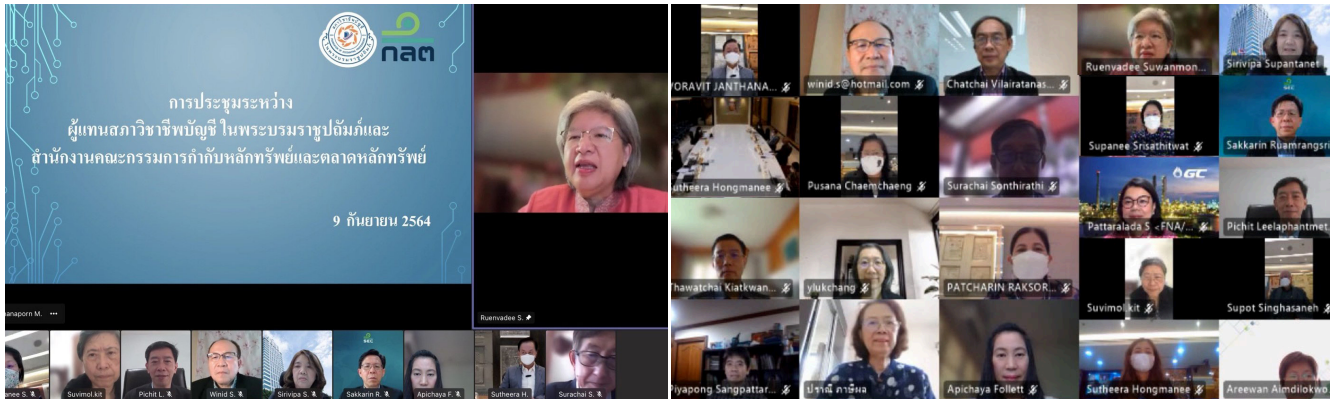 กลต
การประชุมระหว่าง
ผู้แทนสภาวิชาชีพบัญชี ในพระบรมราชูปถัมภ์และ
สำนักงานคณะกรรมการกำกับหลักทรัพย์และตลาดหลักทรัพย์
9 กันยายน 2564
anaporn M.
Ruenvadee S.
anee S.
Suvimol.kit
Pichit L.
Winid S.
Sirivipa S.
Sakkarin R.
Apichaya F.
Sutheera H.
Surachai S.
VORAVIT JANTHANA...
winid.s@hotmail.com
Chatchai Vilairatanas...
Ruenvadee Suwanmon...
Sirivipa Supantanet
Sutheera Hongmanee
Pusana Chaemchaeng
Surachai Sonthirathi
Supanee Srisathitwat
Sakkarin Ruamrangsri
GC
Pattaralada S <FNA/...
Pichit Leelaphantmet
Thawatchai Kiatkwan...
ylukchang
PATCHARIN RAKSOR...
Suvimol.kit
Supot Singhasaneh
Piyapong Sangpattar...
ปราณี ภาษีผล
Apichaya Follett
Sutheera Hongmanee
Areewan Aimdilokwo